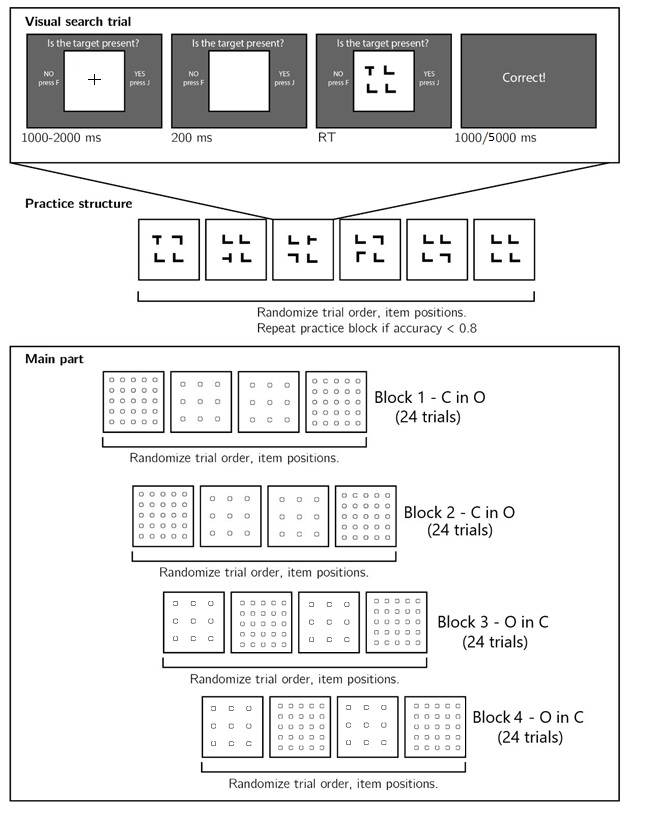 Visual search trial
Is the target present?
NO
press F
YES
press J
1000-2000 ms
Is the target present?
NO
press F
YES
press J
200 ms
Is the target present?
NO
press F
YES
press J
RT
Correct!
1000/5000 ms
Practice structure
Randomize trial order, item positions.
Repeat practice block if accuracy < 0.8
Main part
Block 1 - C in O
(24 trials)
Randomize trial order, item positions.
Block 2 - C in O
(24 trials)
Randomize trial order, item positions.
Block 3 - O in C
(24 trials)
Randomize trial order, item positions.
Block 4 - O in C
(24 trials)
Randomize trial order, item positions.